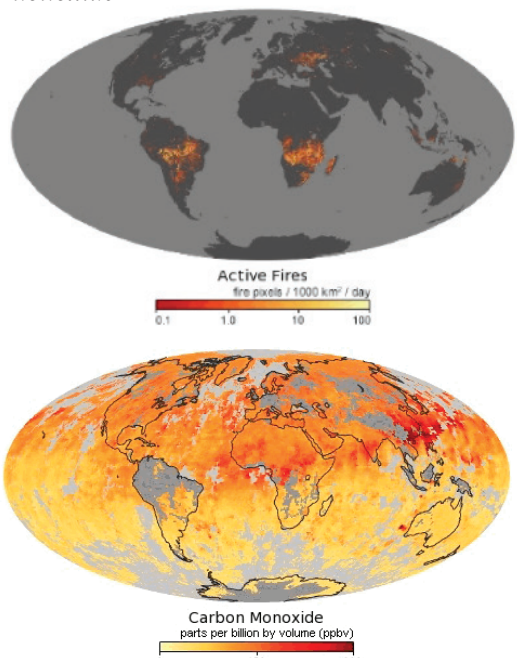 Active Fires
fire pixels / 1000 km² / day
0.1 1.0 10 100
Carbon Monoxide
parts per billion by volume (ppbv)